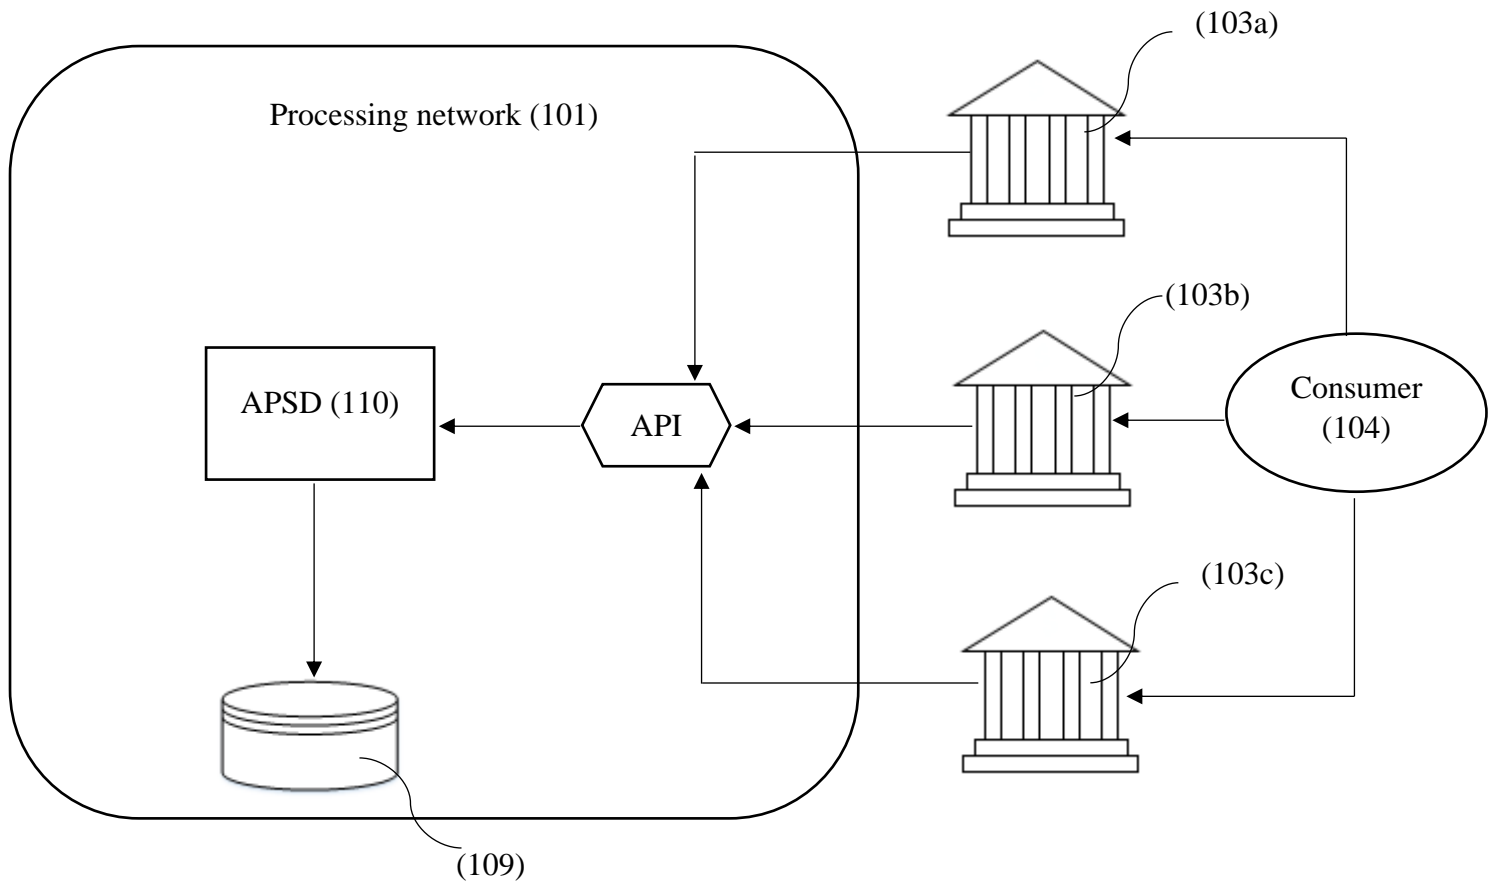 (103a)
Processing network (101)
(103b)
Consumer
(104)
APSD (110)
API
(103c)
(109)